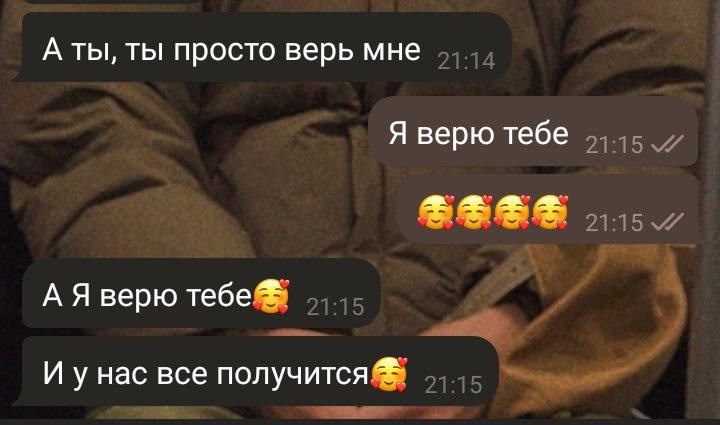 А ты, ты просто верь мне 21:14
Я верю тебе 21:15
🥰🥰🥰🥰 21:15
А Я верю тебе🥰 21:15
И у нас все получится🥰 21:15